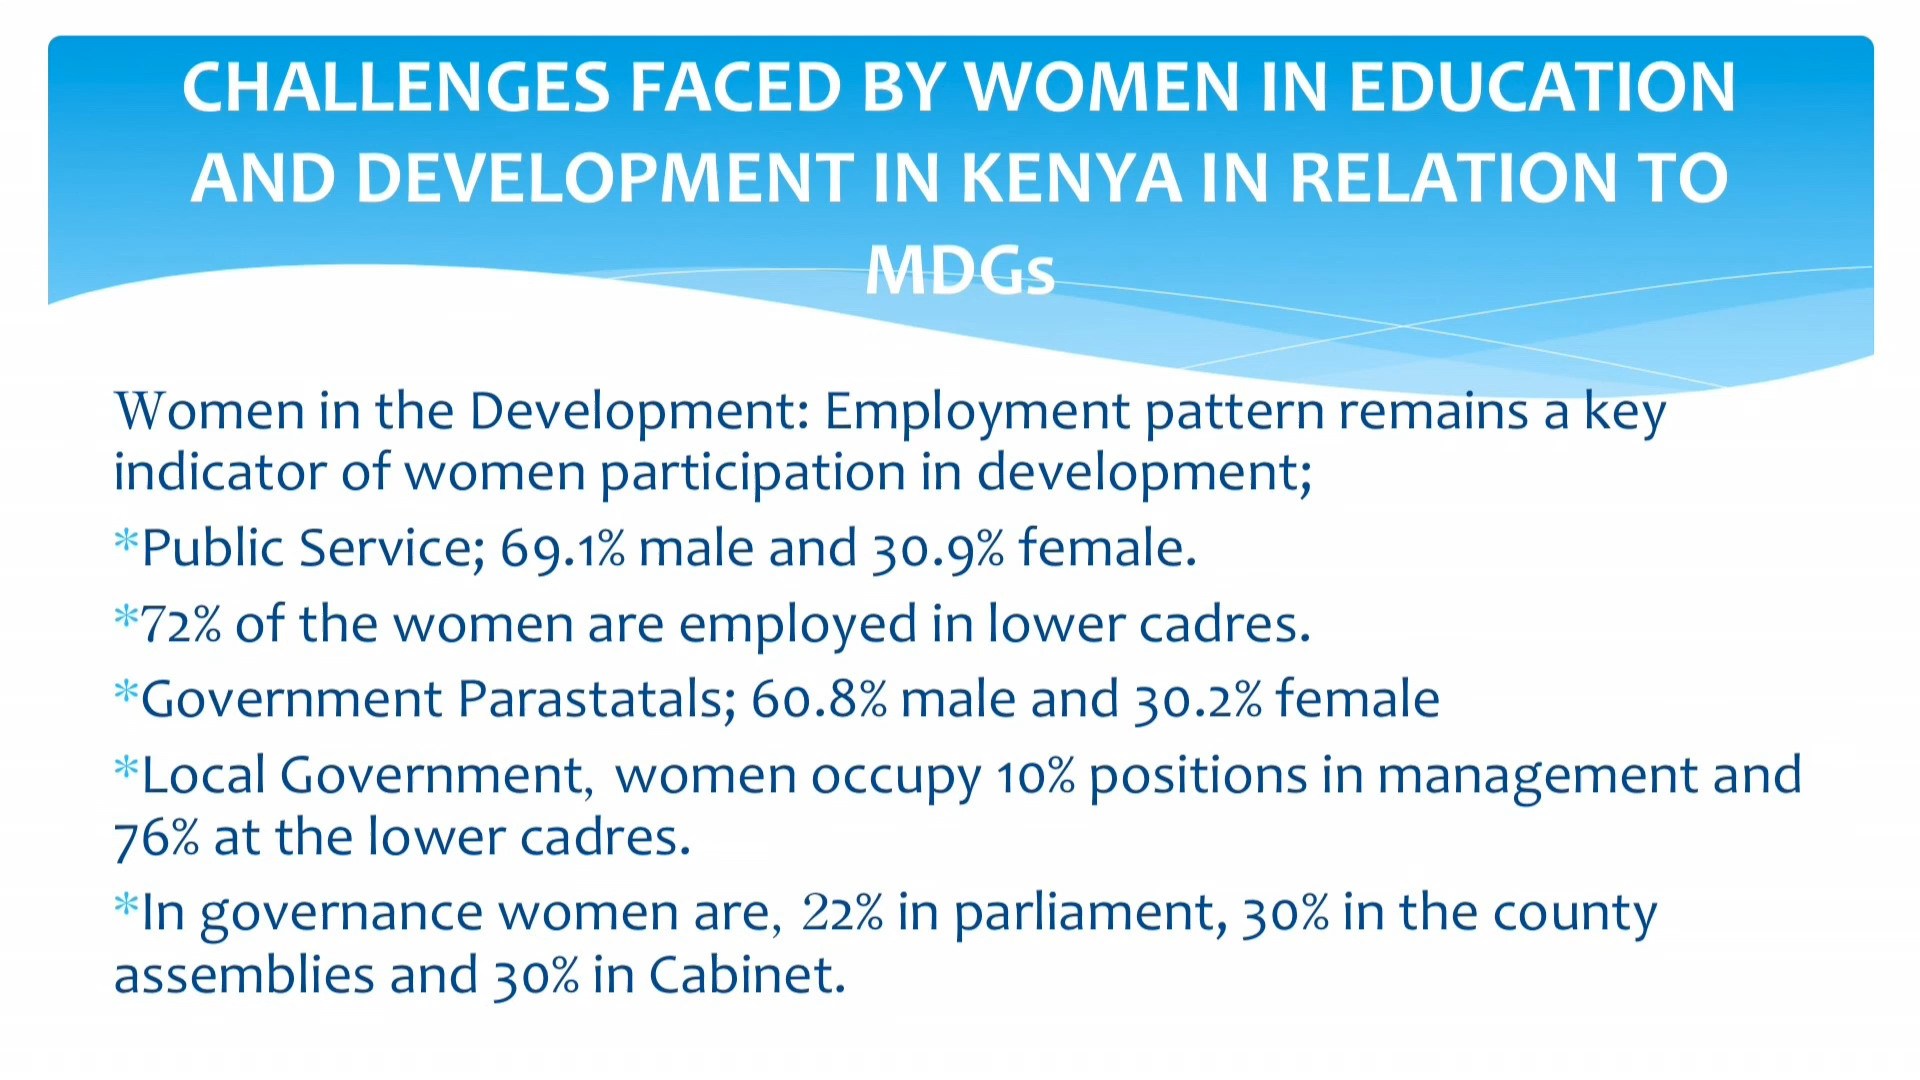 CHALLENGES FACED BY WOMEN IN EDUCATION
AND DEVELOPMENT IN KENYA IN RELATION TO
MDGs
Women in the Development: Employment pattern remains a key
indicator of women participation in development;
*Public Service; 69.1% male and 30.9% female.
*72% of the women are employed in lower cadres.
*Government Parastatals; 60.8% male and 30.2% female
*Local Government, women occupy 10% positions in management and
76% at the lower cadres.
*In governance women are, 22% in parliament, 30% in the county
assemblies and 30% in Cabinet.